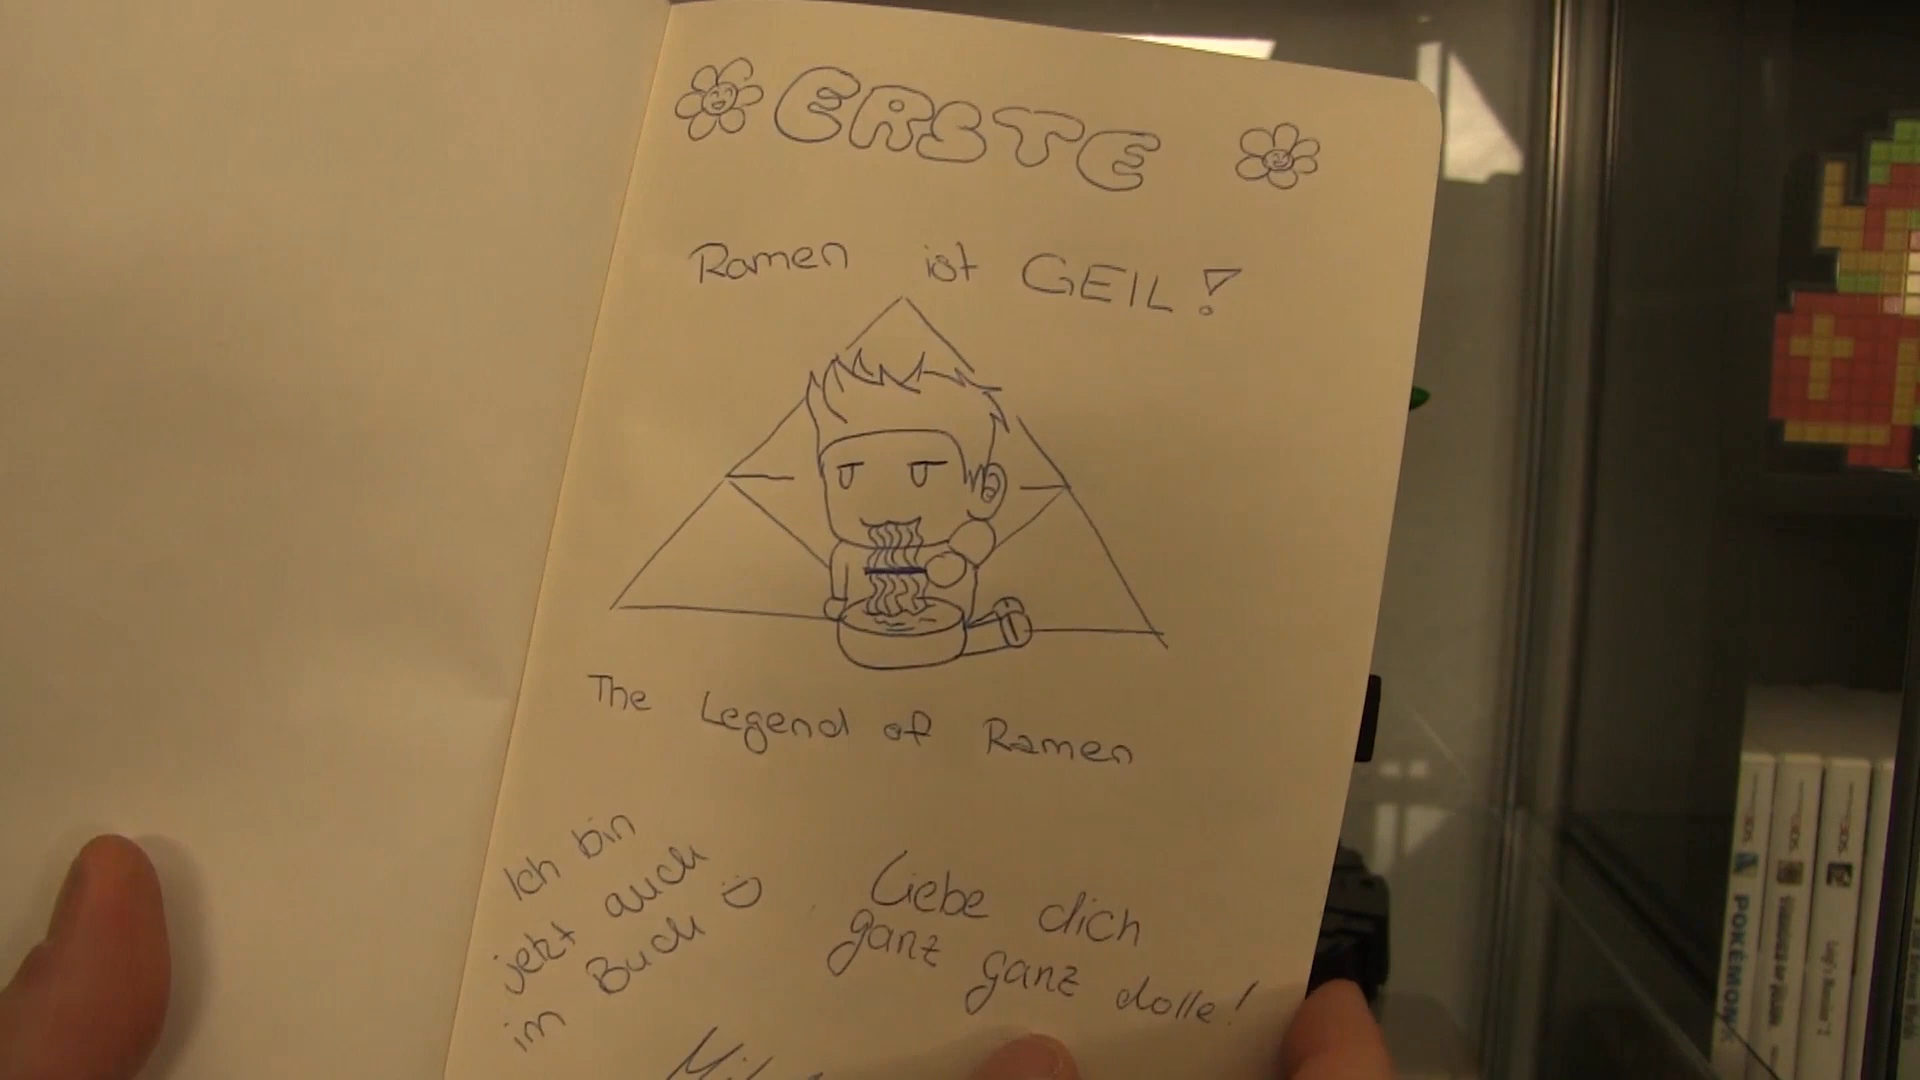 ERSTE
Ramen ist GEIL!
The Legend of Ramen
Ich bin
jetzt auch
im Buch
Liebe dich
ganz ganz dolle!
POKÉMON X